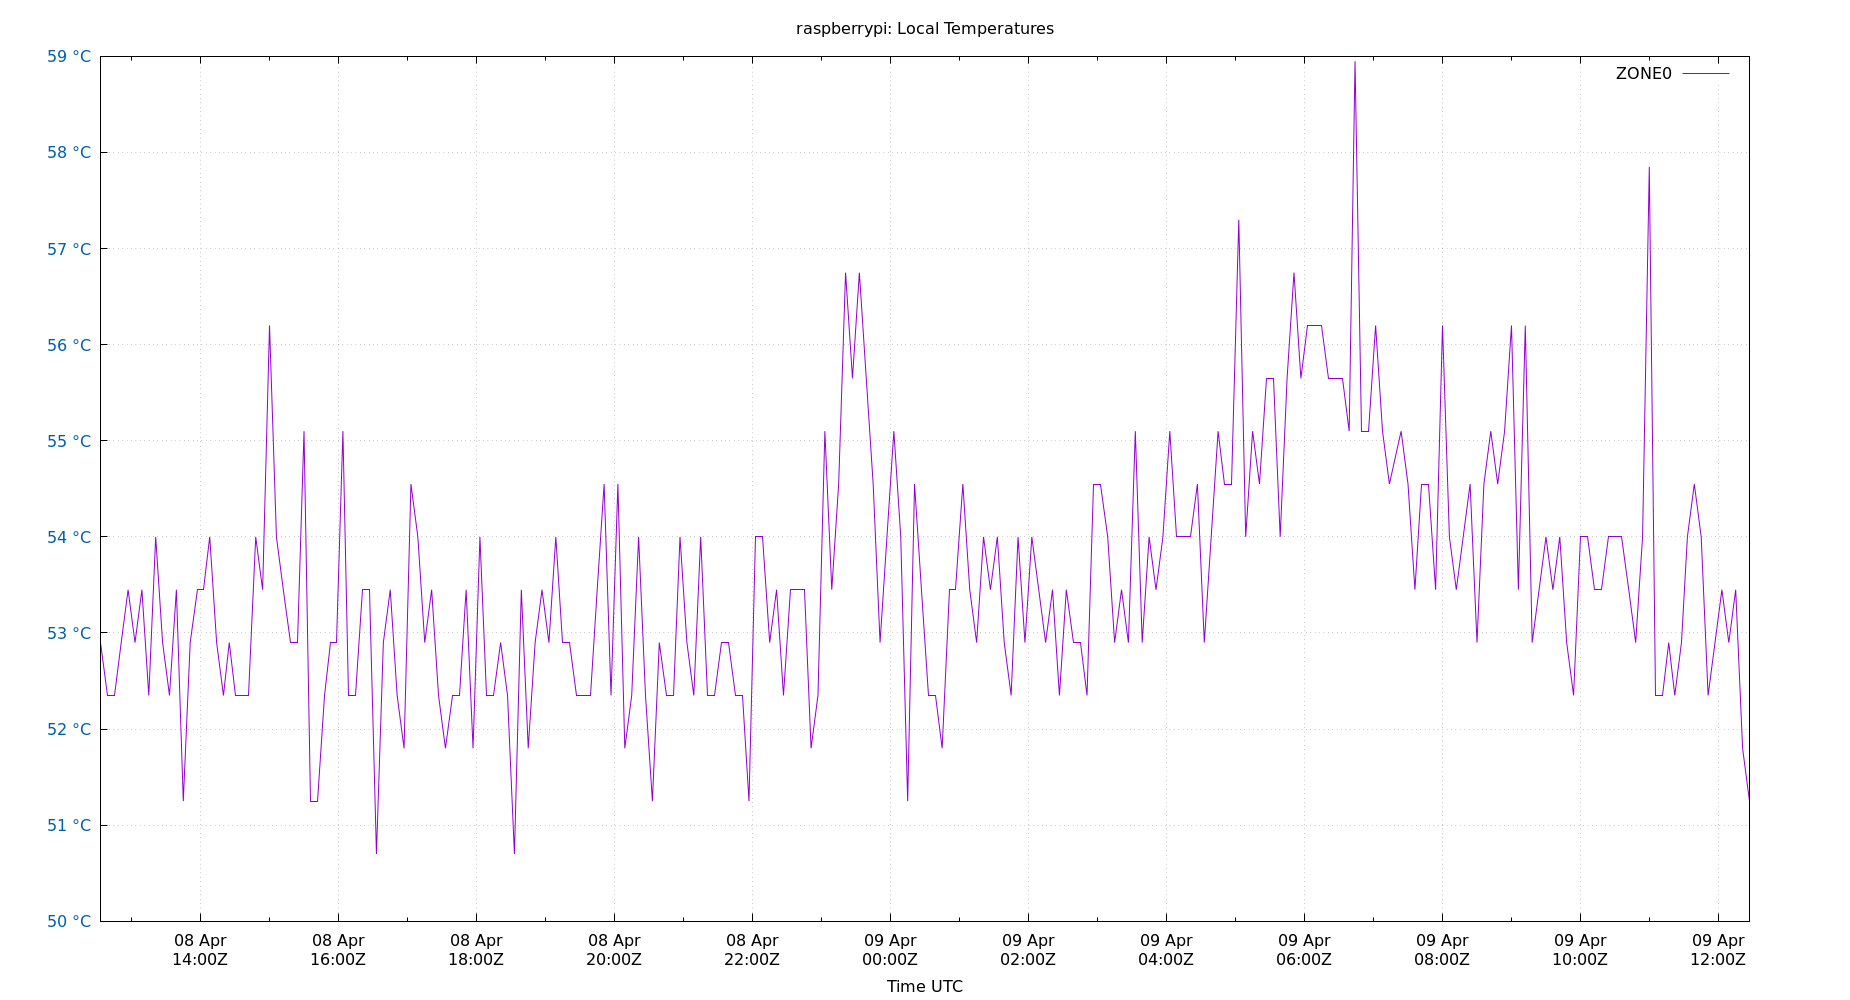 raspberrypi: Local Temperatures
59 °C
ZONE0
58 °C
57 °C
56 °C
55 °C
54 °C
53 °C
52 °C
51 °C
50 °C
08 Apr 08 Apr 08 Apr 08 Apr 08 Apr 09 Apr 09 Apr 09 Apr 09 Apr 09 Apr 09 Apr 09 Apr
14:00Z 16:00Z 18:00Z 20:00Z 22:00Z 00:00Z 02:00Z 04:00Z 06:00Z 08:00Z 10:00Z 12:00Z
Time UTC